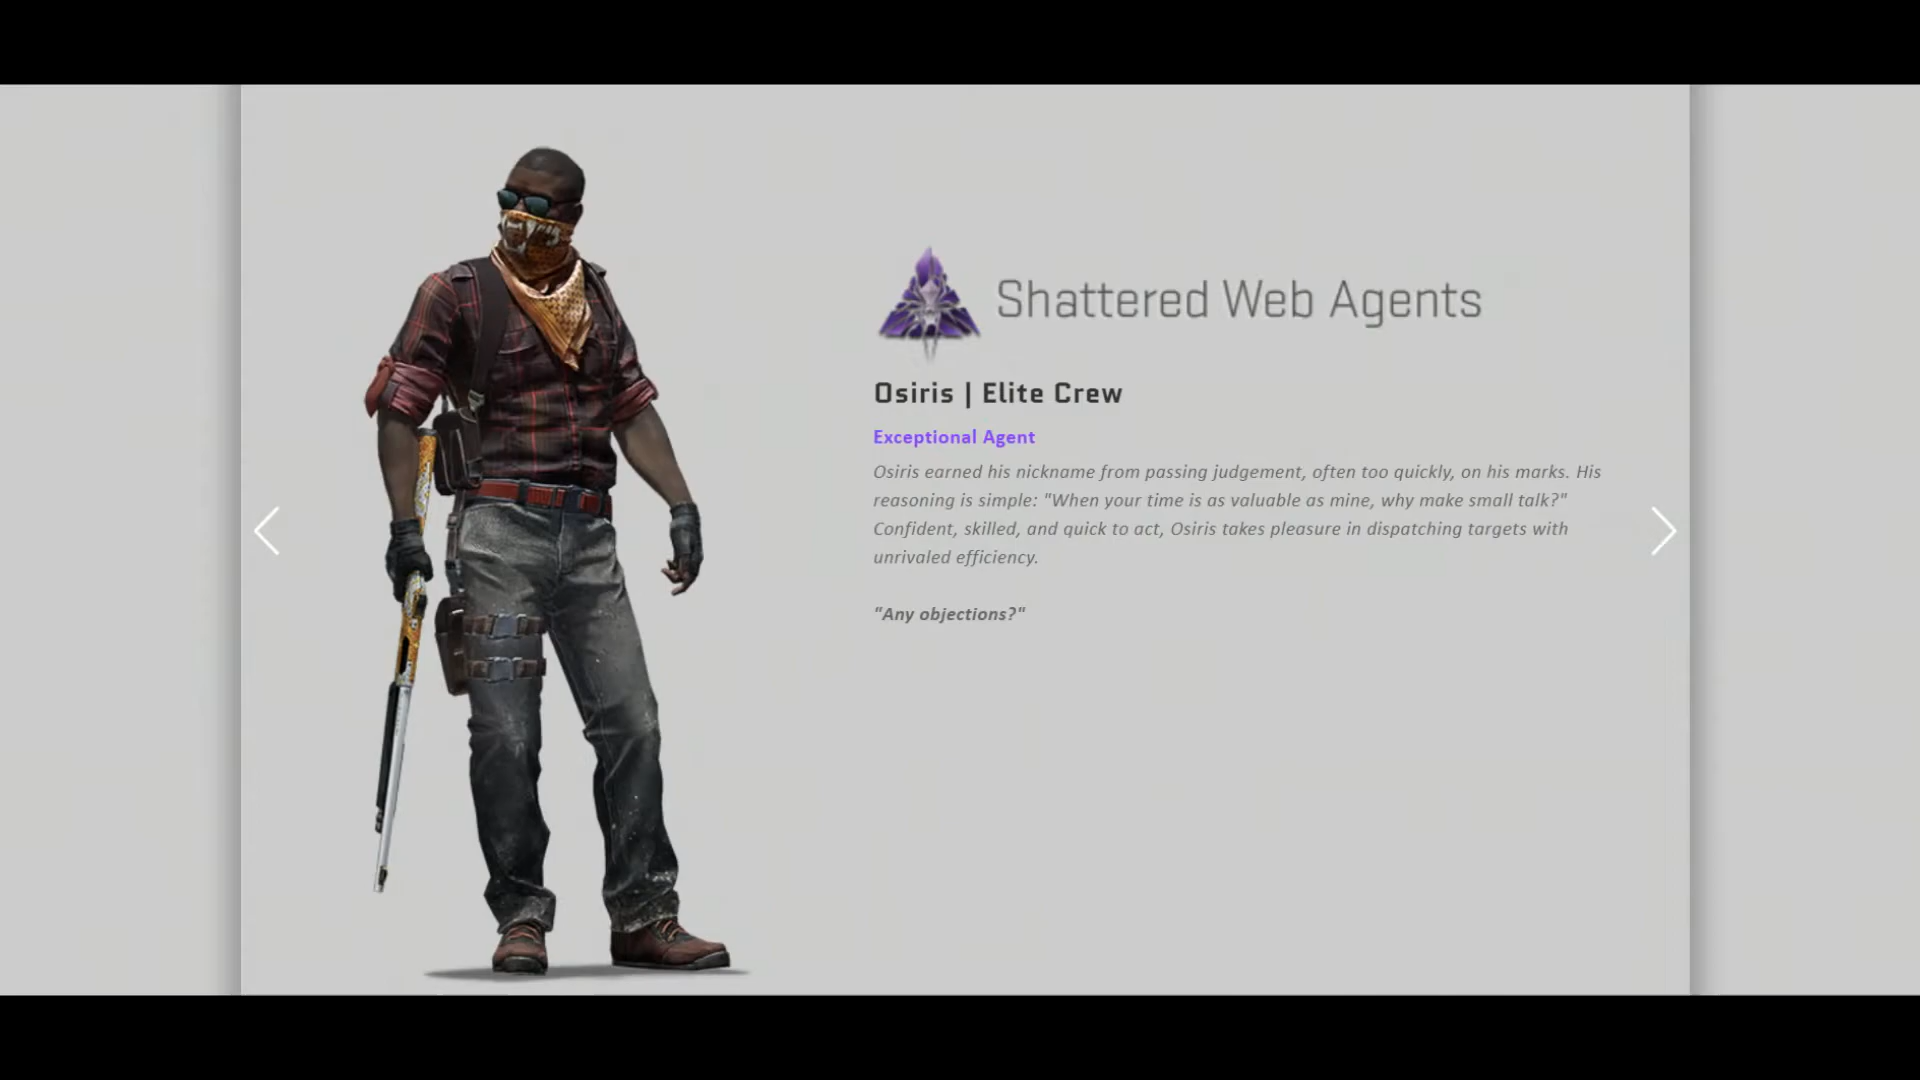 Shattered Web Agents
Osiris | Elite Crew
Exceptional Agent
Osiris earned his nickname from passing judgement, often too quickly, on his marks. His
reasoning is simple: "When your time is as valuable as mine, why make small talk?"
Confident, skilled, and quick to act, Osiris takes pleasure in dispatching targets with
unrivaled efficiency.
"Any objections?"